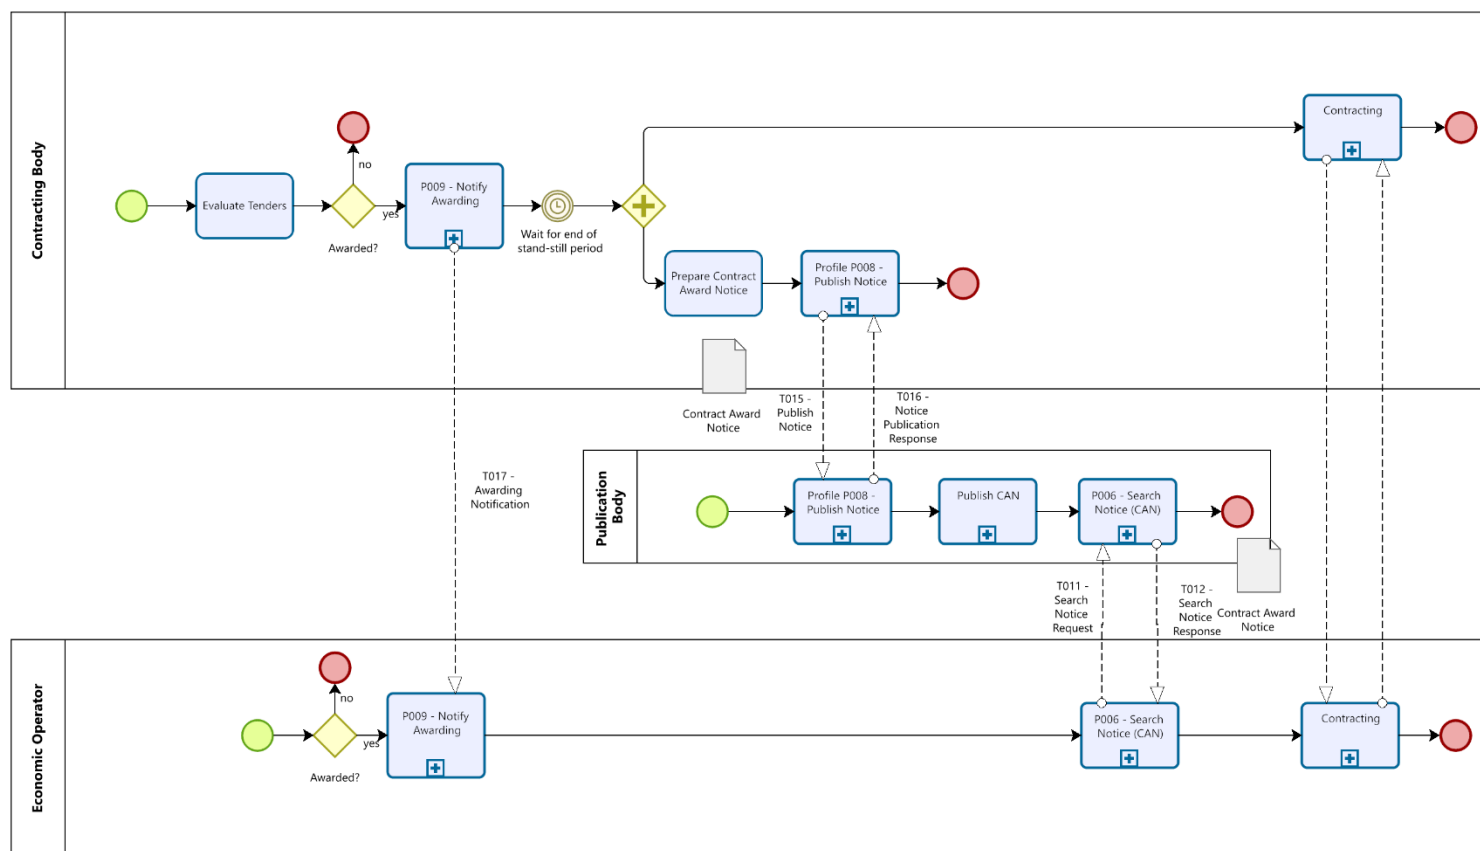 Contracting Body
Evaluate Tenders
no
yes
Awarded?
P009 - Notify
Awarding
Wait for end of
stand-still period
Prepare Contract
Award Notice
Profile P008 -
Publish Notice
Contracting
Contract Award
Notice
T015 -
Publish
Notice
T016 -
Notice
Publication
Response
T017 -
Awarding
Notification
Publication
Body
Profile P008 -
Publish Notice
Publish CAN
P006 - Search
Notice (CAN)
T011 -
Search
Notice
Request
T012 -
Search
Notice
Response
Contract Award
Notice
Economic Operator
no
yes
Awarded?
P009 - Notify
Awarding
P006 - Search
Notice (CAN)
Contracting